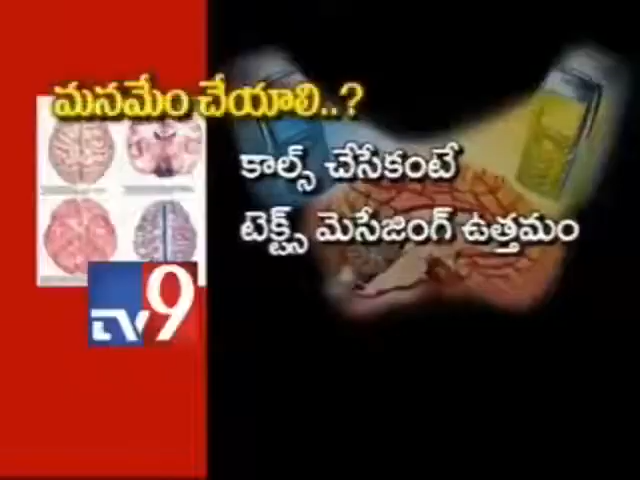 మనమేం చేయాలి..?
కాల్స్ చేసేకంటే
టెక్ట్స్ మెసేజింగ్ ఉత్తమం
TV9